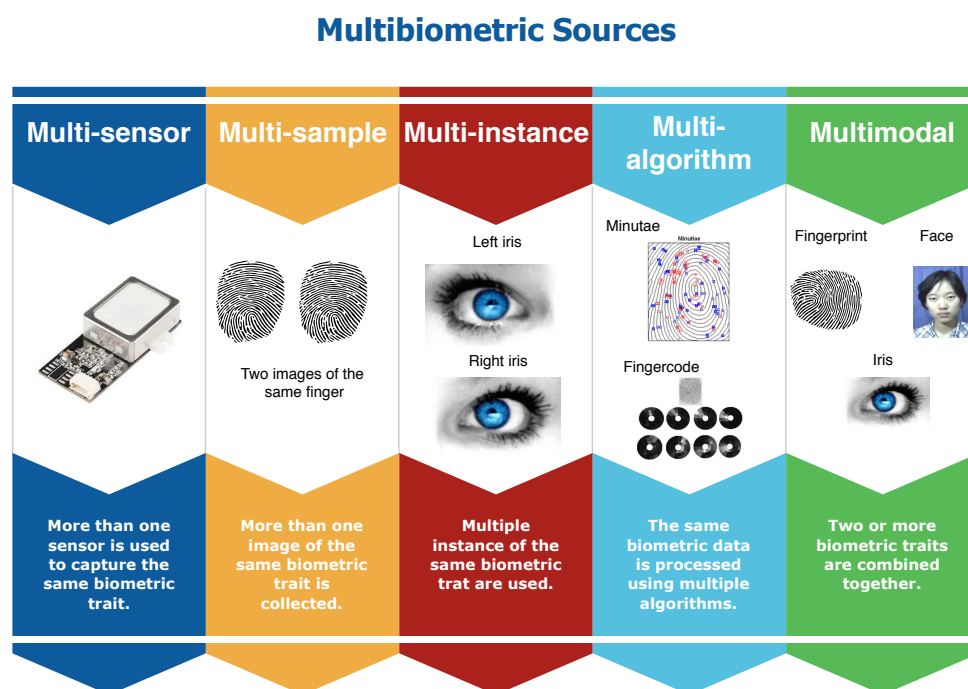 Multibiometric Sources
Multi-sensor
Multi-sample
Multi-instance
Multi-
algorithm
Multimodal
Two images of the
same finger
Left iris
Right iris
Minutae
Minutiae
Fingercode
Fingerprint
Face
Iris
More than one
sensor is used
to capture the
same biometric
trait.
More than one
image of the
same biometric
trait is
collected.
Multiple
instance of the
same biometric
trat are used.
The same
biometric data
is processed
using multiple
algorithms.
Two or more
biometric traits
are combined
together.